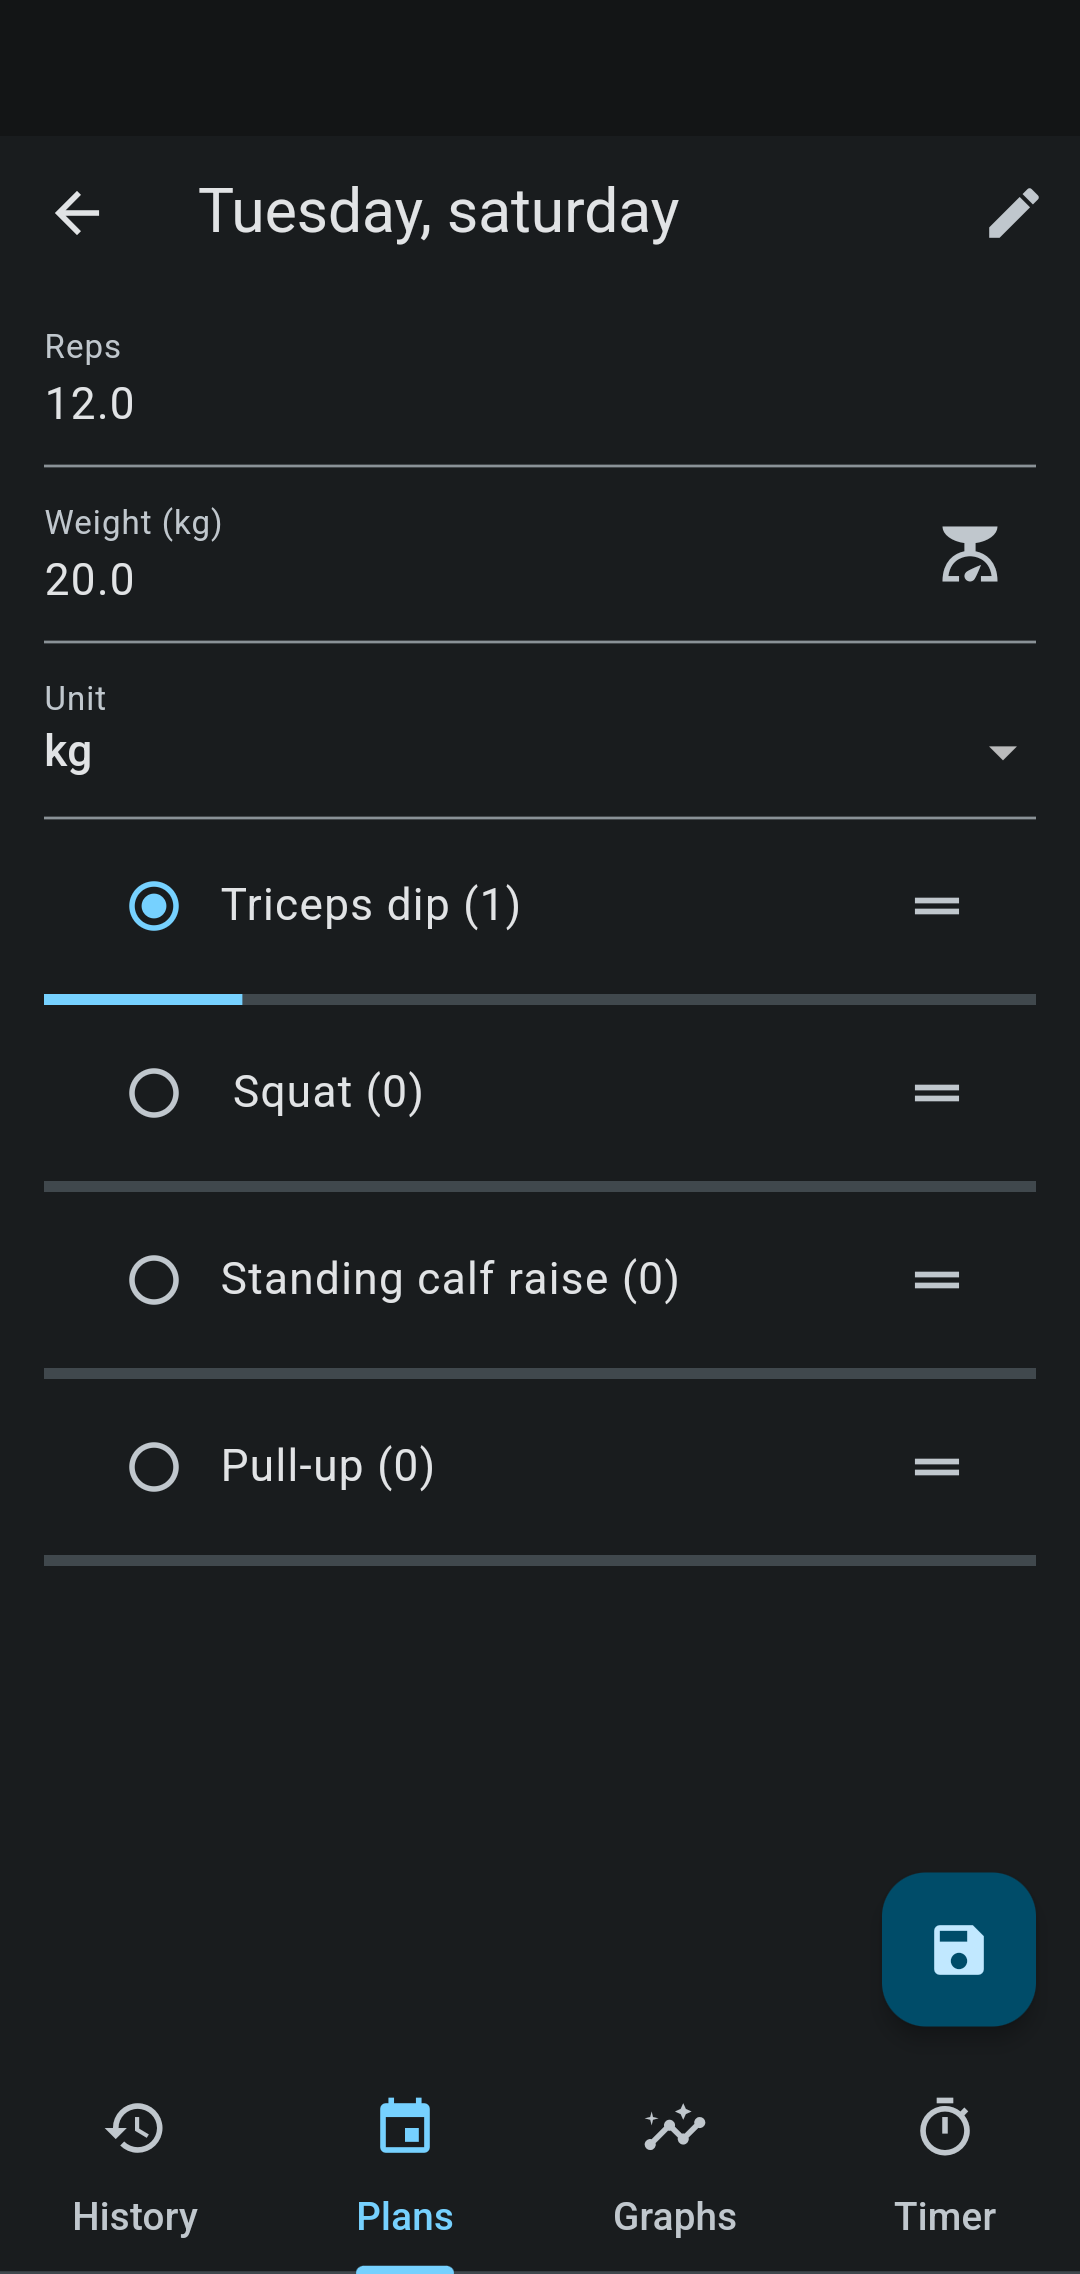 Tuesday, saturday
Reps
12.0
Weight (kg)
20.0
Unit
kg
Triceps dip (1)
Squat (0)
Standing calf raise (0)
Pull-up (0)
History
Plans
Graphs
Timer